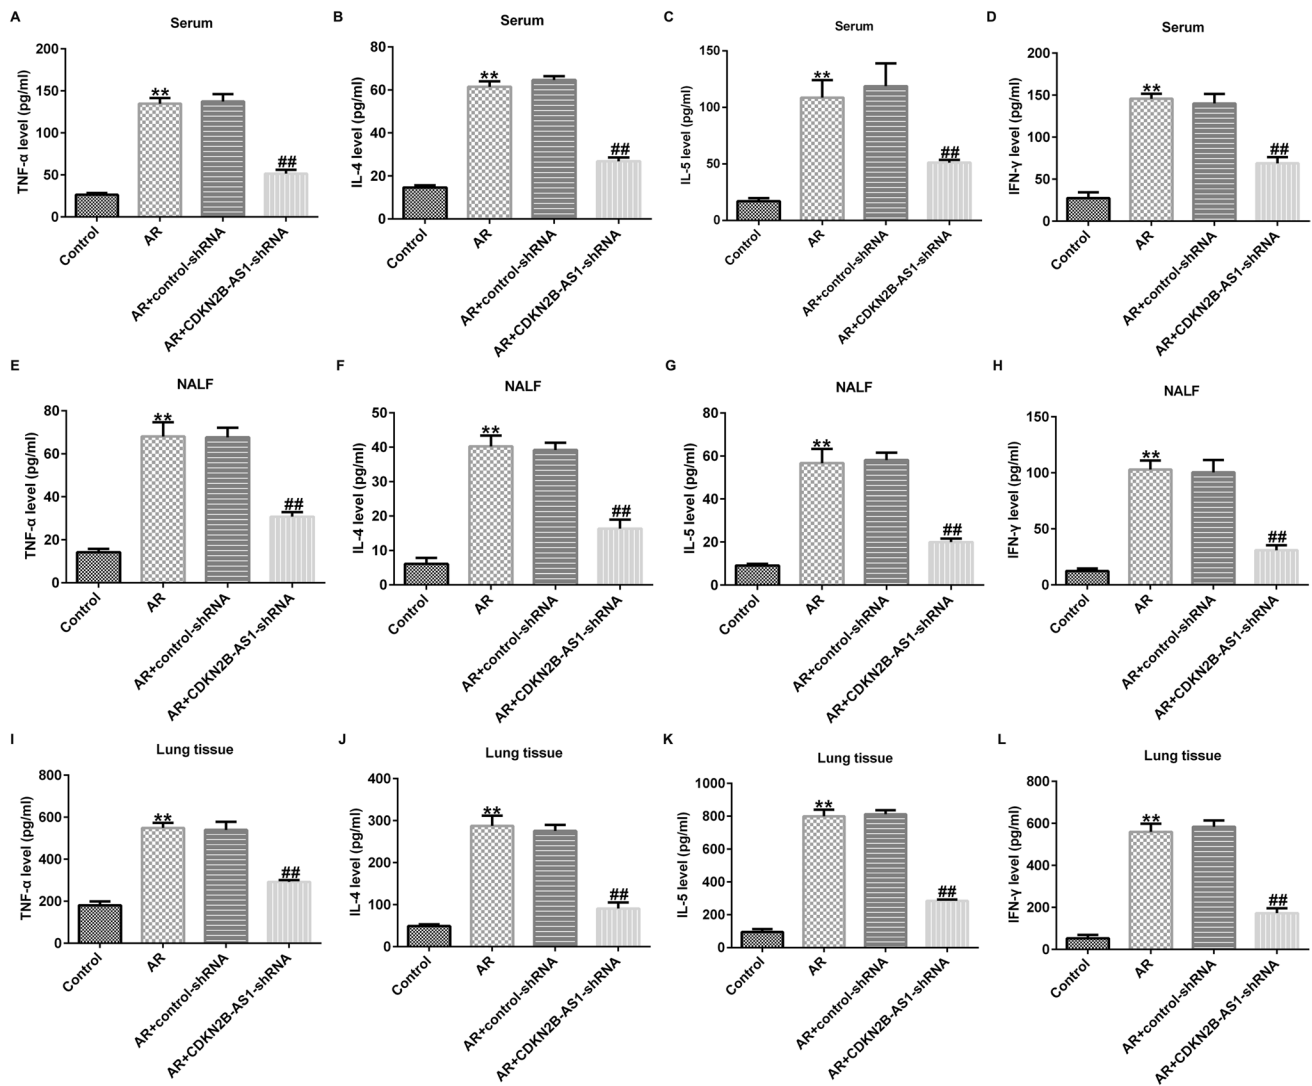 A
Serum
TNF-α level (pg/ml)
200
150
100
50
0
**
##
Control
AR
AR+control-shRNA
AR+CDKN2B-AS1-shRNA
B
Serum
IL-4 level (pg/ml)
80
60
40
20
0
**
##
Control
AR
AR+control-shRNA
AR+CDKN2B-AS1-shRNA
C
Serum
IL-5 level (pg/ml)
150
100
50
0
**
##
Control
AR
AR+control-shRNA
AR+CDKN2B-AS1-shRNA
D
Serum
IFN-γ level (pg/ml)
200
150
100
50
0
**
##
Control
AR
AR+control-shRNA
AR+CDKN2B-AS1-shRNA
E
NALF
TNF-α level (pg/ml)
80
60
40
20
0
**
##
Control
AR
AR+control-shRNA
AR+CDKN2B-AS1-shRNA
F
NALF
IL-4 level (pg/ml)
50
40
30
20
10
0
**
##
Control
AR
AR+control-shRNA
AR+CDKN2B-AS1-shRNA
G
NALF
IL-5 level (pg/ml)
80
60
40
20
0
**
##
Control
AR
AR+control-shRNA
AR+CDKN2B-AS1-shRNA
H
NALF
IFN-γ level (pg/ml)
150
100
50
0
**
##
Control
AR
AR+control-shRNA
AR+CDKN2B-AS1-shRNA
I
Lung tissue
TNF-α level (pg/ml)
800
600
400
200
0
**
##
Control
AR
AR+control-shRNA
AR+CDKN2B-AS1-shRNA
J
Lung tissue
IL-4 level (pg/ml)
400
300
200
100
0
**
##
Control
AR
AR+control-shRNA
AR+CDKN2B-AS1-shRNA
K
Lung tissue
IL-5 level (pg/ml)
1000
800
600
400
200
0
**
##
Control
AR
AR+control-shRNA
AR+CDKN2B-AS1-shRNA
L
Lung tissue
IFN-γ level (pg/ml)
800
600
400
200
0
**
##
Control
AR
AR+control-shRNA
AR+CDKN2B-AS1-shRNA